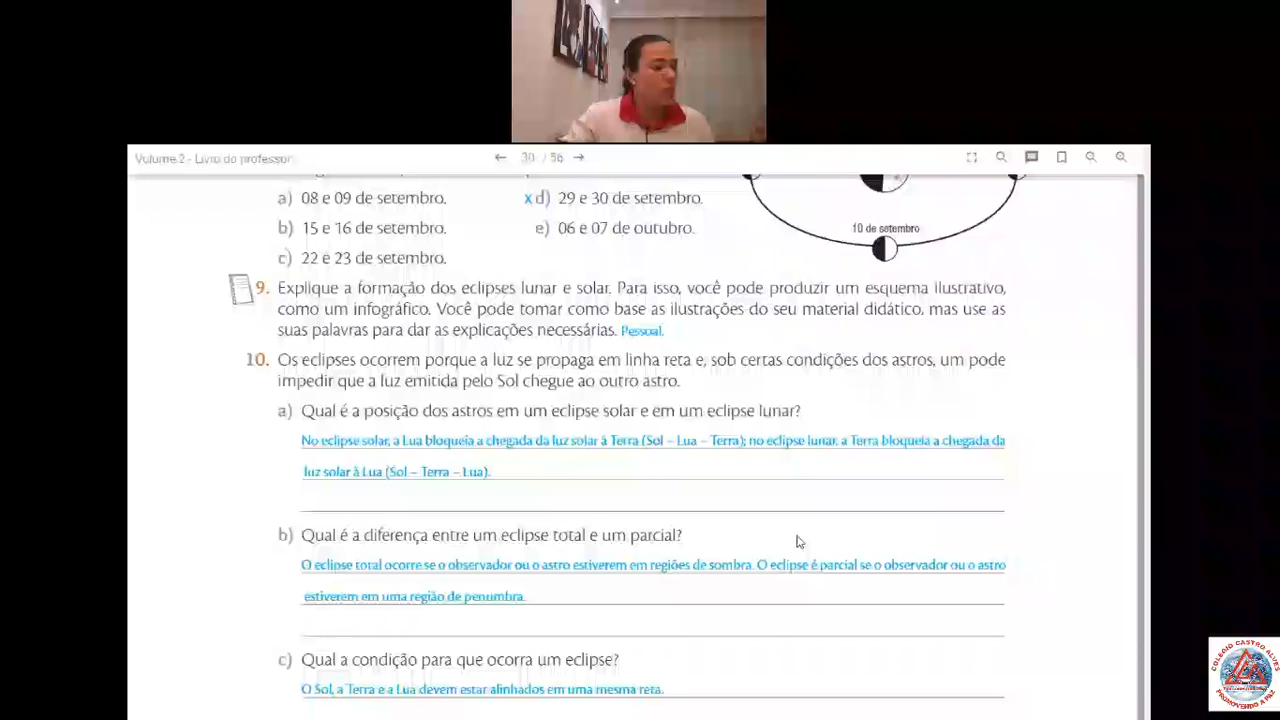 Volume 2 - Livro do professor
30 / 56
a) 08 e 09 de setembro.
x d) 29 e 30 de setembro.
b) 15 e 16 de setembro.
e) 06 e 07 de outubro.
c) 22 e 23 de setembro.
10 de setembro
9. Explique a formação dos eclipses lunar e solar. Para isso, você pode produzir um esquema ilustrativo,
como um infográfico. Você pode tomar como base as ilustrações do seu material didático, mas use as
suas palavras para dar as explicações necessárias. Pessoal.
10. Os eclipses ocorrem porque a luz se propaga em linha reta e, sob certas condições dos astros, um pode
impedir que a luz emitida pelo Sol chegue ao outro astro.
a) Qual é a posição dos astros em um eclipse solar e em um eclipse lunar?
No eclipse solar, a Lua bloqueia a chegada da luz solar à Terra (Sol – Lua – Terra); no eclipse lunar, a Terra bloqueia a chegada da
luz solar à Lua (Sol – Terra – Lua).
b) Qual é a diferença entre um eclipse total e um parcial?
O eclipse total ocorre se o observador ou o astro estiverem em regiões de sombra. O eclipse é parcial se o observador ou o astro
estiverem em uma região de penumbra.
c) Qual a condição para que ocorra um eclipse?
O Sol, a Terra e a Lua devem estar alinhados em uma mesma reta.
COLÉGIO CASTRO ALVES
PROMOVENDO A PAZ